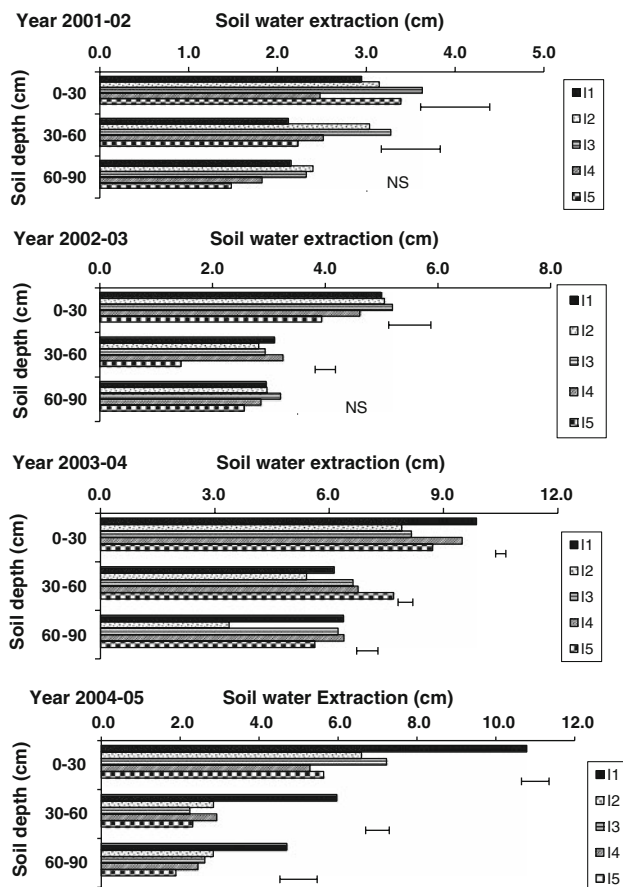 Year 2001-02 Soil water extraction (cm)
0.0 1.0 2.0 3.0 4.0 5.0
Soil depth (cm)
0-30
30-60
60-90
NS
I1
I2
I3
I4
I5
Year 2002-03 Soil water extraction (cm)
0.0 2.0 4.0 6.0 8.0
Soil depth (cm)
0-30
30-60
60-90
NS
I1
I2
I3
I4
I5
Year 2003-04 Soil water extraction (cm)
0.0 3.0 6.0 9.0 12.0
Soil depth (cm)
0-30
30-60
60-90
I1
I2
I3
I4
I5
Year 2004-05 Soil water Extraction (cm)
0.0 2.0 4.0 6.0 8.0 10.0 12.0
Soil depth (cm)
0-30
30-60
60-90
I1
I2
I3
I4
I5